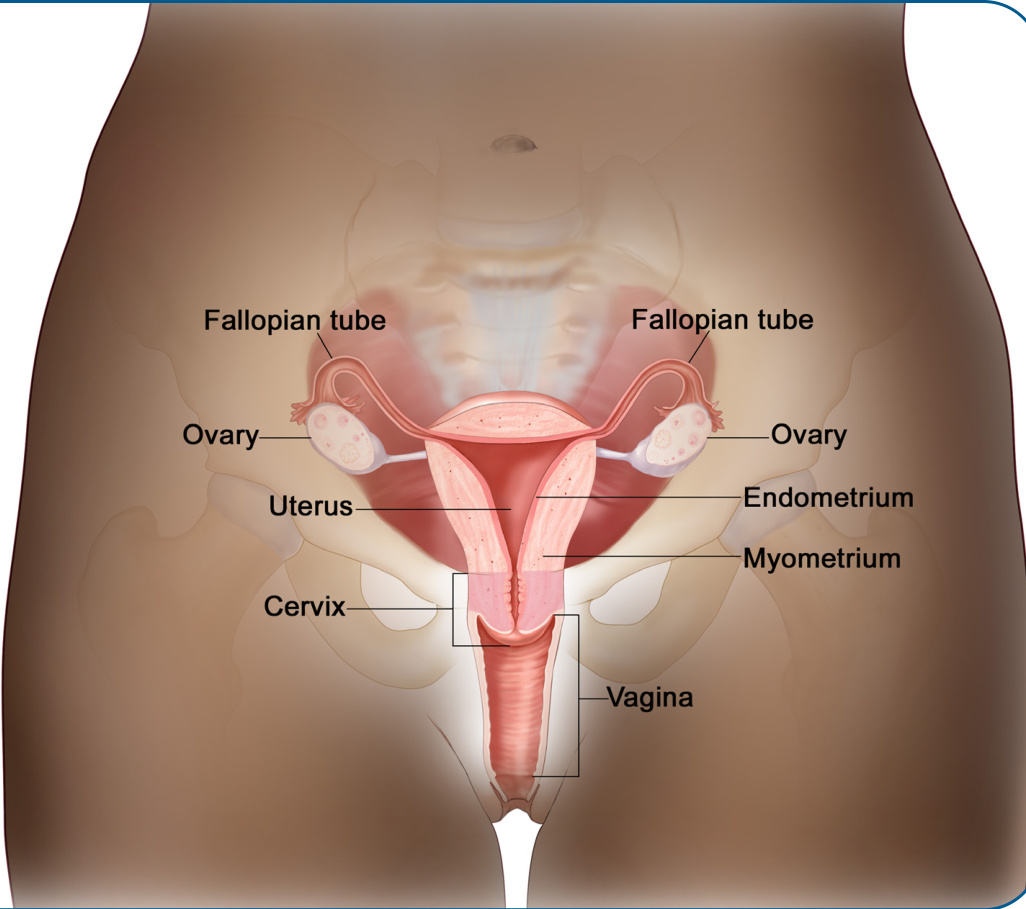 Fallopian tube
Fallopian tube
Ovary
Ovary
Uterus
Endometrium
Myometrium
Cervix
Vagina